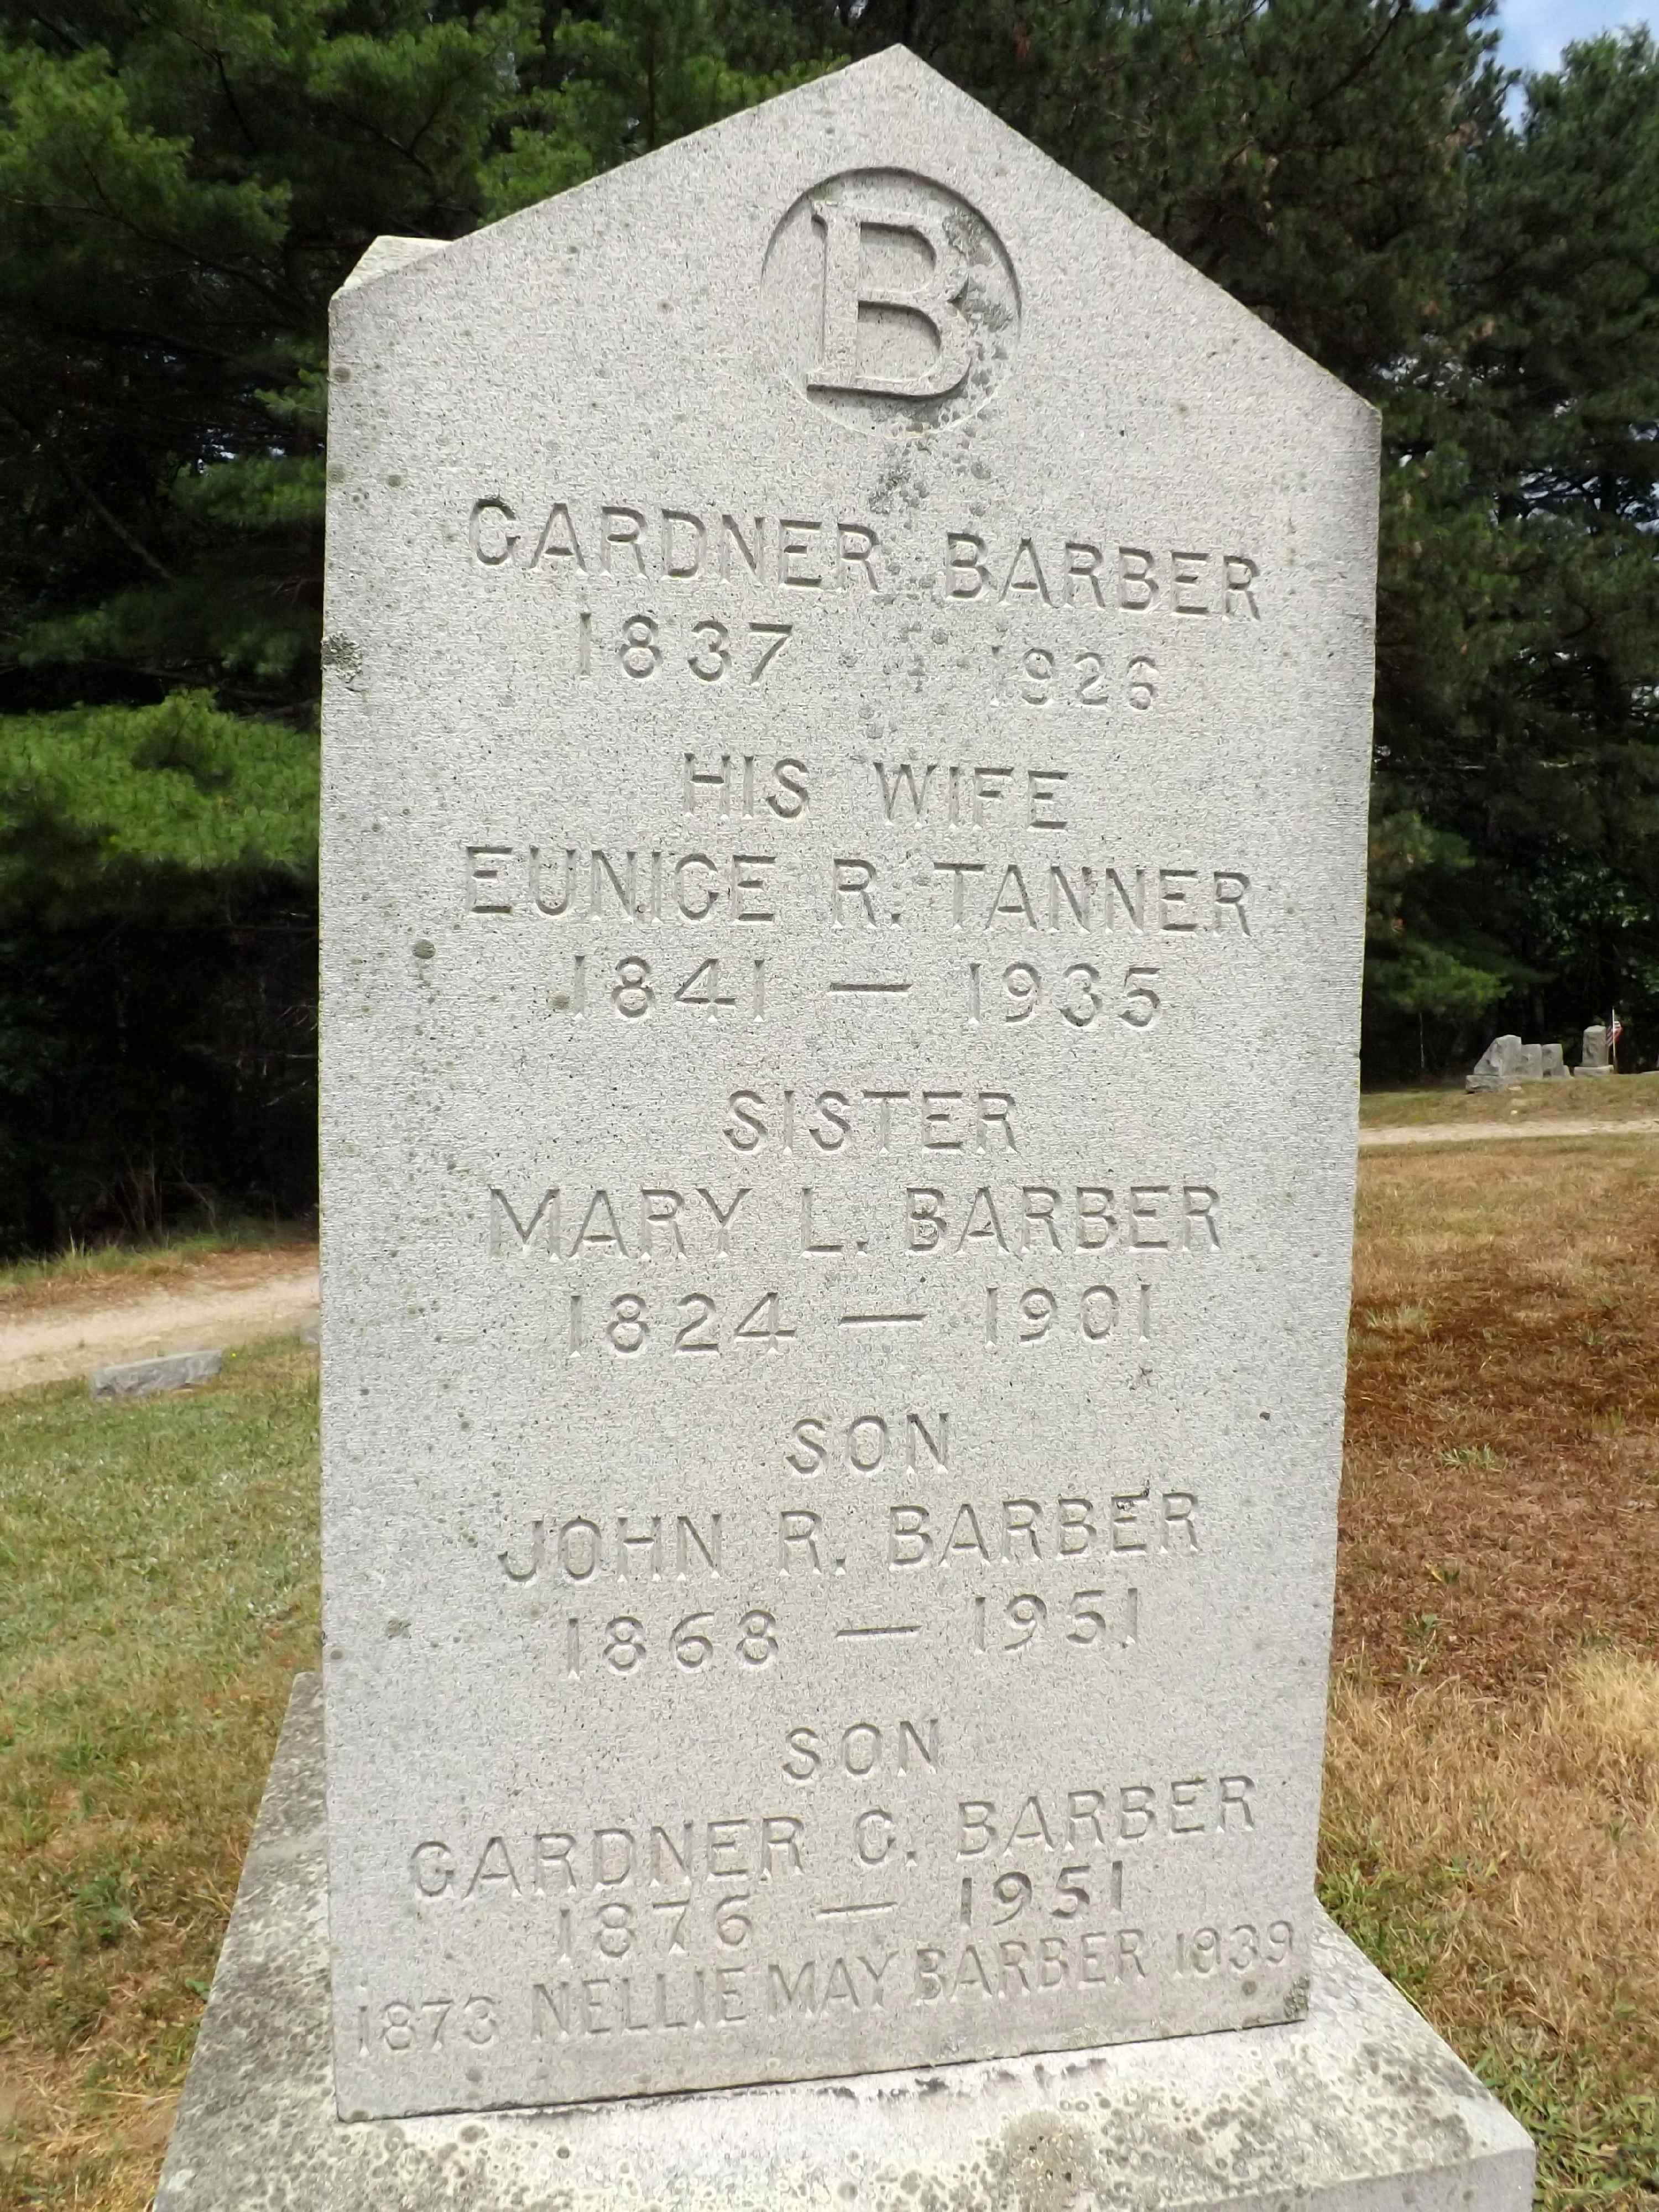 B
GARDNER BARBER
1837 – 1926
HIS WIFE
EUNICE R. TANNER
1841 — 1935
SISTER
MARY L. BARBER
1824 — 1901
SON
JOHN R. BARBER
1868 — 1951
SON
GARDNER C. BARBER
1876 — 1951
1873 NELLIE MAY BARBER 1939